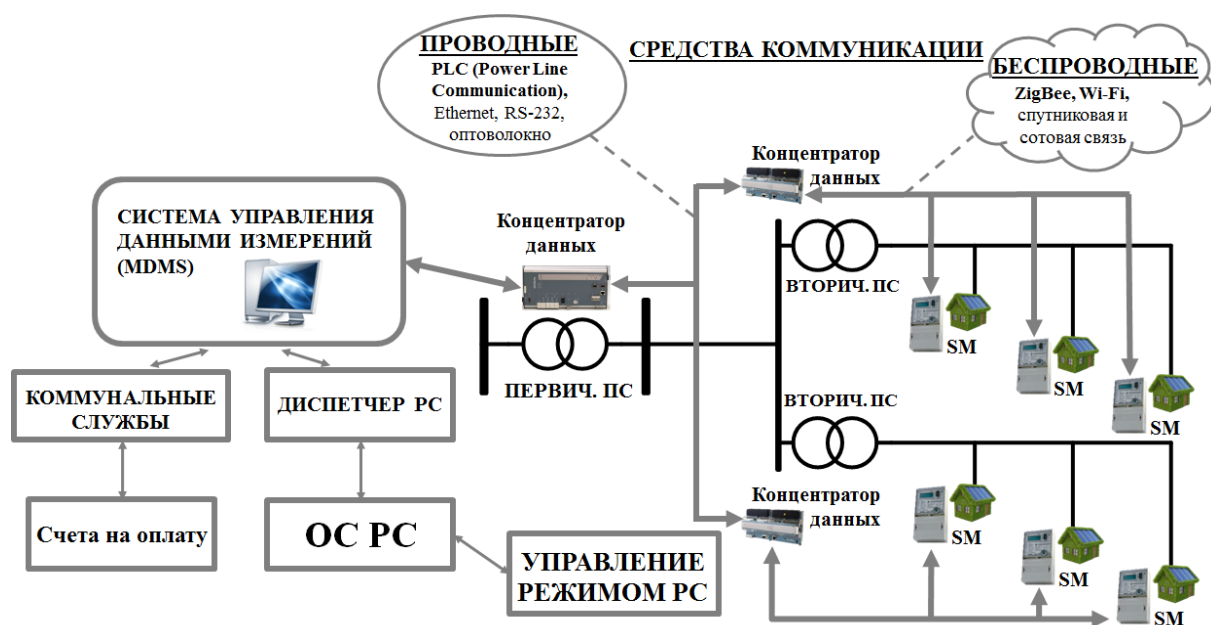 ПРОВОДНЫЕ
PLC (Power Line
Communication),
Ethernet, RS-232,
оптоволокно
СРЕДСТВА КОММУНИКАЦИИ
БЕСПРОВОДНЫЕ
ZigBee, Wi-Fi,
спутниковая и
сотовая связь
Концентратор
данных
СИСТЕМА УПРАВЛЕНИЯ
ДАННЫМИ ИЗМЕРЕНИЙ
(MDMS)
Концентратор
данных
ВТОРИЧ. ПС
SM
SM
SM
ПЕРВИЧ. ПС
КОММУНАЛЬНЫЕ
СЛУЖБЫ
ДИСПЕТЧЕР РС
ВТОРИЧ. ПС
Концентратор
данных
SM
SM
SM
Счета на оплату
ОС РС
УПРАВЛЕНИЕ
РЕЖИМОМ РС